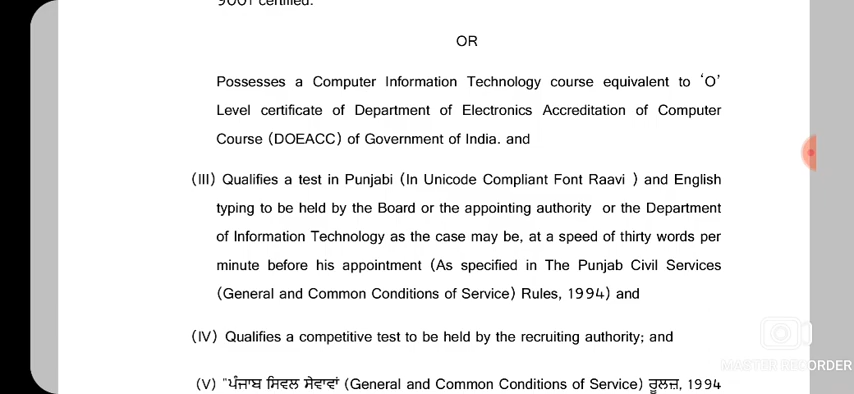 9001 certified.
OR
Possesses a Computer Information Technology course equivalent to 'O'
Level certificate of Department of Electronics Accreditation of Computer
Course (DOEACC) of Government of India. and
(III) Qualifies a test in Punjabi (In Unicode Compliant Font Raavi ) and English
typing to be held by the Board or the appointing authority or the Department
of Information Technology as the case may be, at a speed of thirty words per
minute before his appointment (As specified in The Punjab Civil Services
(General and Common Conditions of Service) Rules, 1994) and
(IV) Qualifies a competitive test to be held by the recruiting authority; and
(V) "ਪੰਜਾਬ ਸਿਵਲ ਸੇਵਾਵਾਂ (General and Common Conditions of Service) ਰੂਲਜ਼, 1994
MASTER RECORDER